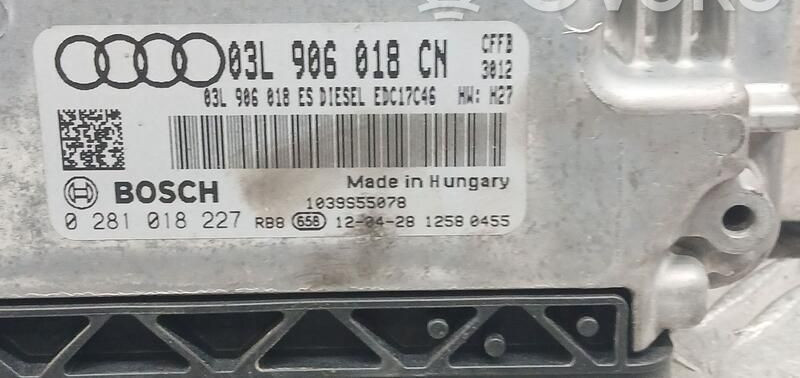 03L 906 018 CN
CFFB
3012
03L 906 018 ES DIESEL EDC17C46 HW: H27
BOSCH
Made in Hungary
1039S55078
0 281 018 227 RB8 658 12-04-28 1258 0455